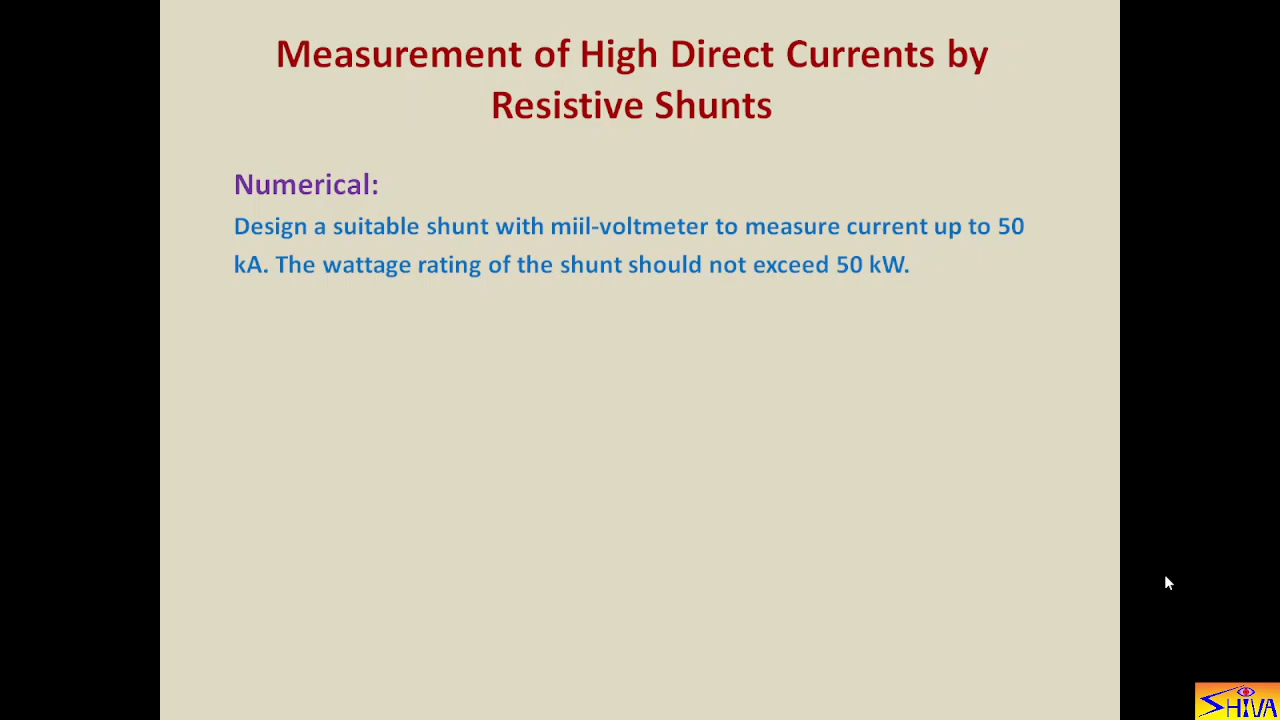 Measurement of High Direct Currents by
Resistive Shunts
Numerical:
Design a suitable shunt with miil-voltmeter to measure current up to 50
kA. The wattage rating of the shunt should not exceed 50 kW.
SHIVA